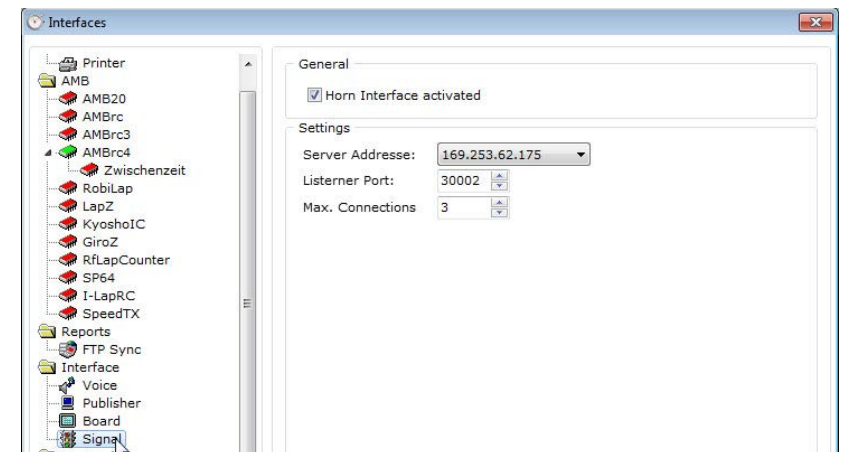 Interfaces
Printer
AMB
AMB20
AMBrc
AMBrc3
AMBrc4
Zwischenzeit
RobiLap
LapZ
KyoshoIC
GiroZ
RfLapCounter
SP64
I-LapRC
SpeedTX
Reports
FTP Sync
Interface
Voice
Publisher
Board
Signal
General
Horn Interface activated
Settings
Server Addresse: 169.253.62.175
Listerner Port: 30002
Max. Connections 3